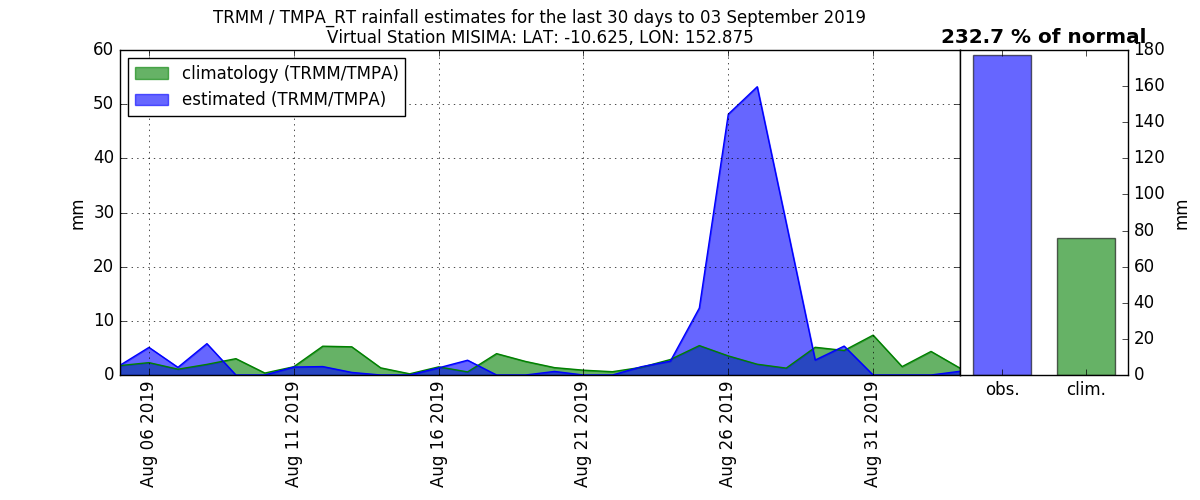 TRMM / TMPA_RT rainfall estimates for the last 30 days to 03 September 2019
Virtual Station MISIMA: LAT: -10.625, LON: 152.875
232.7 % of normal
climatology (TRMM/TMPA)
estimated (TRMM/TMPA)
60
50
40
30
20
10
0
mm
Aug 06 2019
Aug 11 2019
Aug 16 2019
Aug 21 2019
Aug 26 2019
Aug 31 2019
180
160
140
120
100
80
60
40
20
0
mm
obs.
clim.